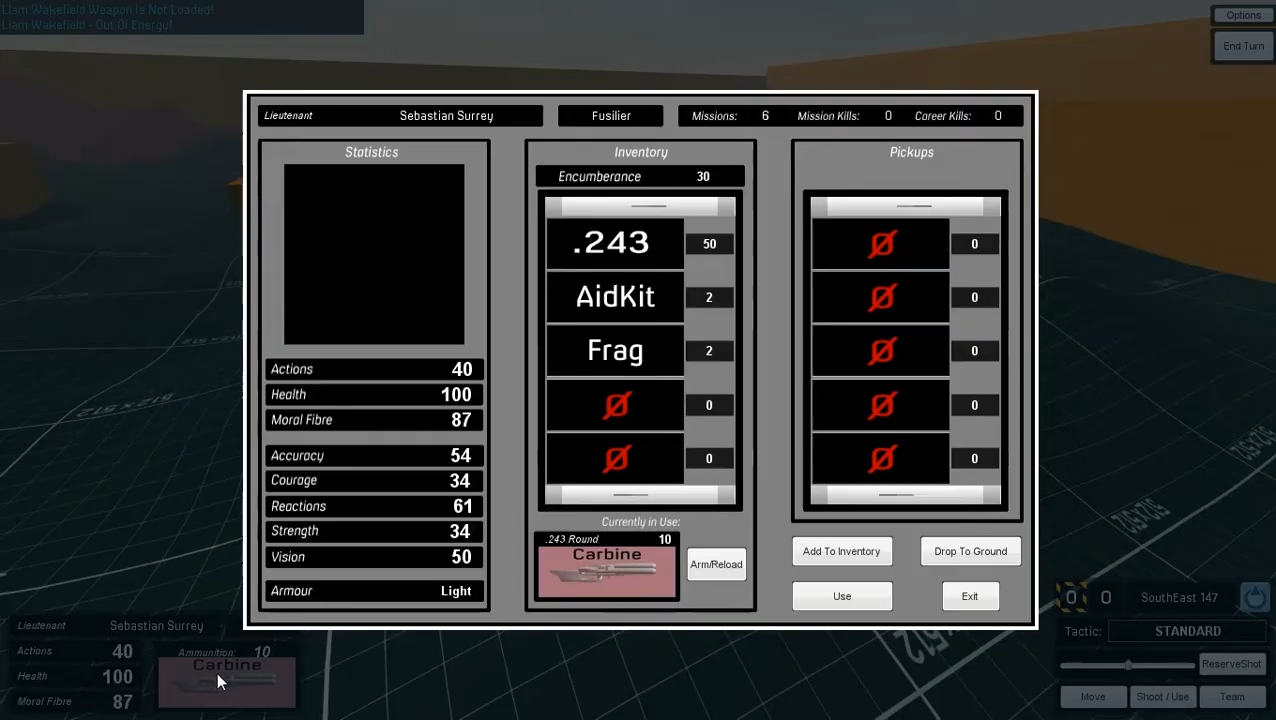 Liam Wakefield Weapon Is Not Loaded!
Liam Wakefield - Out Of Energy!
Options
End Turn
Lieutenant Sebastian Surrey Fusilier Missions: 6 Mission Kills: 0 Career Kills: 0
Statistics
Actions 40
Health 100
Moral Fibre 87
Accuracy 54
Courage 34
Reactions 61
Strength 34
Vision 50
Armour Light
Inventory
Encumberance 30
.243 50
AidKit 2
Frag 2
Ø 0
Ø 0
Currently in Use:
.243 Round 10
Carbine
Arm/Reload
Pickups
Ø 0
Ø 0
Ø 0
Ø 0
Ø 0
Add To Inventory Drop To Ground
Use Exit
Lieutenant Sebastian Surrey
Actions 40
Health 100
Moral Fibre 87
Ammunition: 10
Carbine
0 0 SouthEast 147
Tactic: STANDARD
ReserveShot
Move Shoot / Use Team
512x512
512x512
512x512